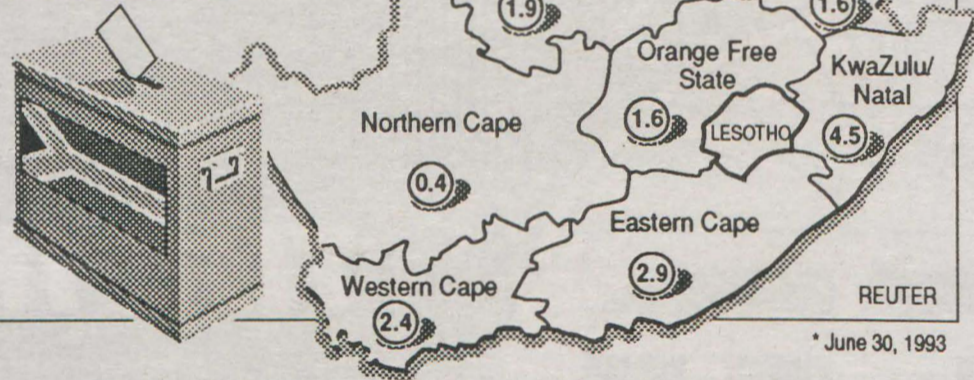 1.9
1.6
Orange Free
State
KwaZulu/
Natal
Northern Cape
1.6
LESOTHO
4.5
0.4
Eastern Cape
2.9
Western Cape
2.4
REUTER
* June 30, 1993